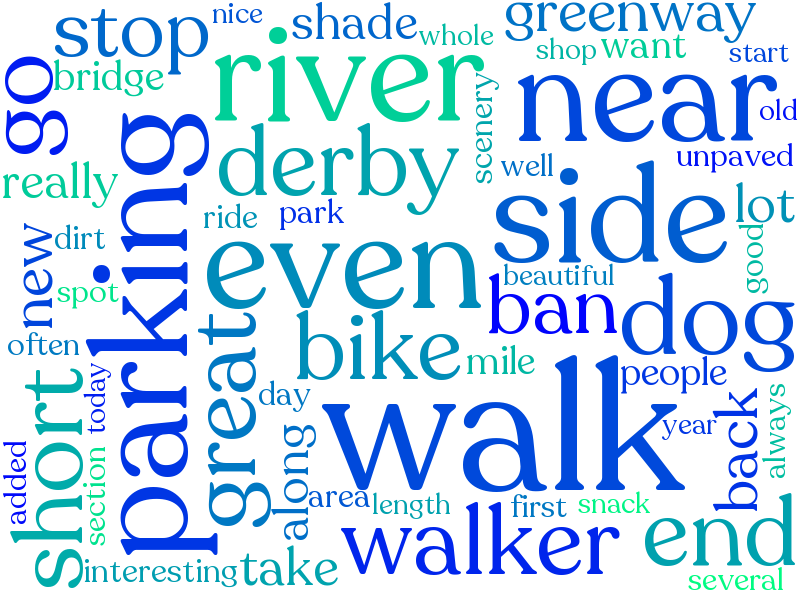 nice
shade
whole
greenway
stop
shop
want
start
bridge
river
near
old
go
scenery
derby
well
unpaved
really
parking
ride
park
side
lot
new
dirt
even
good
beautiful
spot
ban
dog
often
great
bike
mile
people
short
today
day
walk
year
back
always
added
section
along
area
length
first
snack
walker
end
interesting
take
several